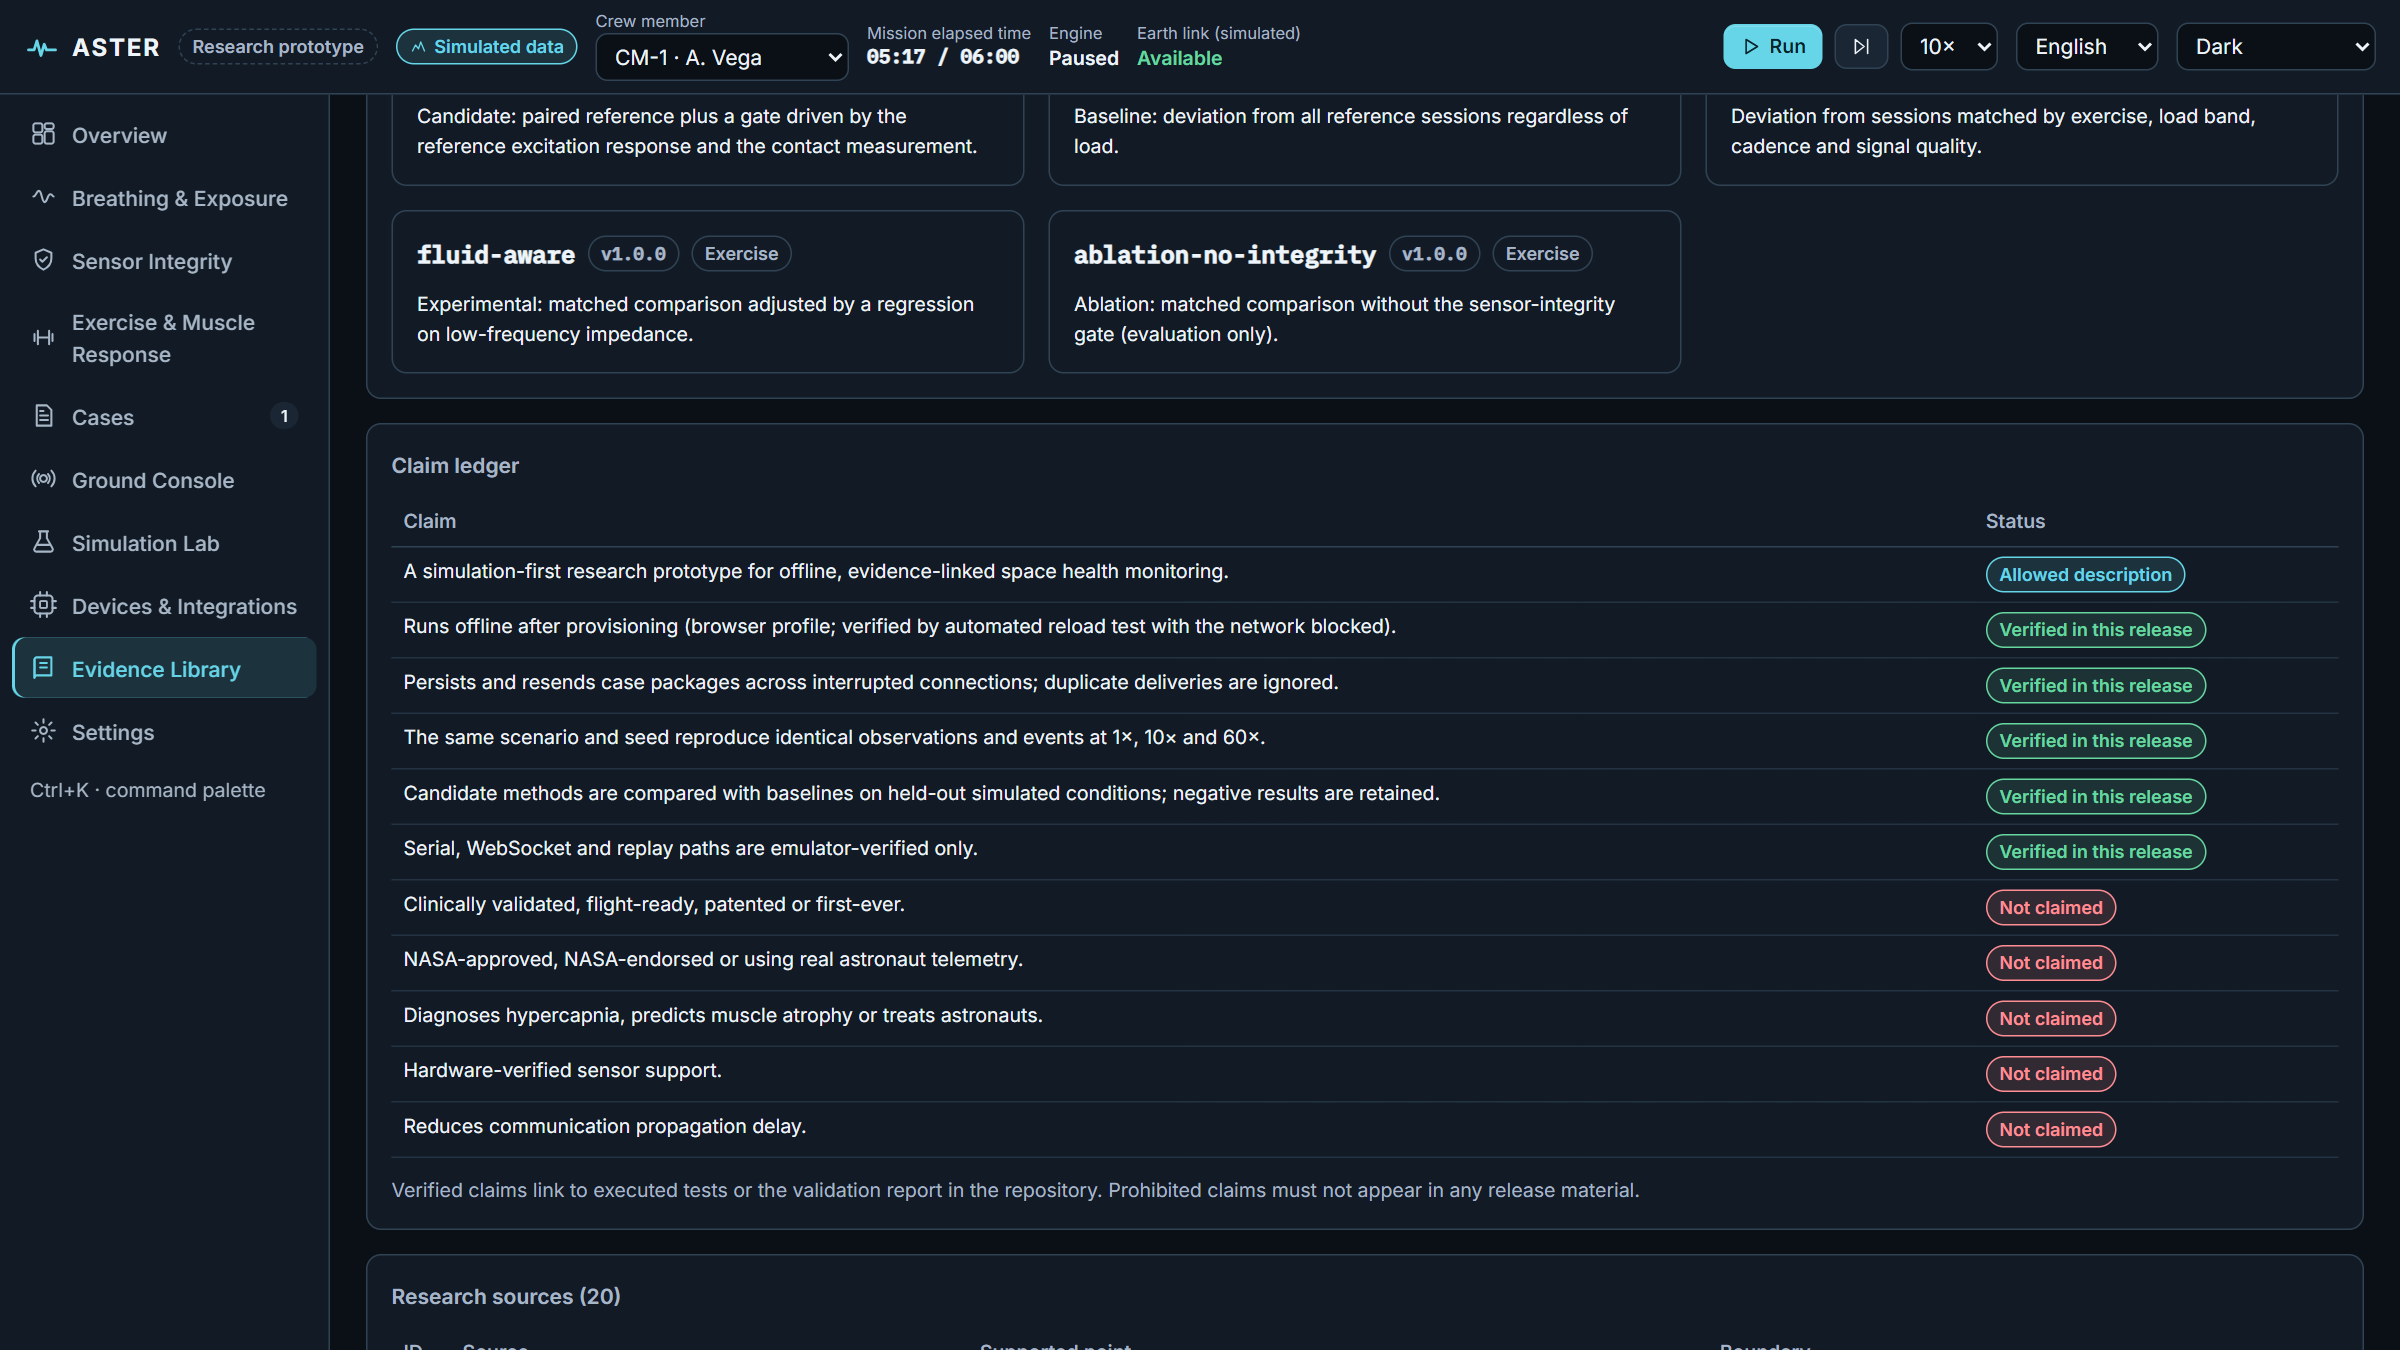 ASTER
Research prototype
Simulated data
Crew member
CM-1 · A. Vega
Mission elapsed time
05:17 / 06:00
Engine
Paused
Earth link (simulated)
Available
Run
10×
English
Dark
Overview
Breathing & Exposure
Sensor Integrity
Exercise & Muscle
Response
Cases
1
Ground Console
Simulation Lab
Devices & Integrations
Evidence Library
Settings
Ctrl+K · command palette
Candidate: paired reference plus a gate driven by the
reference excitation response and the contact measurement.
Baseline: deviation from all reference sessions regardless of
load.
Deviation from sessions matched by exercise, load band,
cadence and signal quality.
fluid-aware v1.0.0 Exercise
Experimental: matched comparison adjusted by a regression
on low-frequency impedance.
ablation-no-integrity v1.0.0 Exercise
Ablation: matched comparison without the sensor-integrity
gate (evaluation only).
Claim ledger
Claim Status
A simulation-first research prototype for offline, evidence-linked space health monitoring. Allowed description
Runs offline after provisioning (browser profile; verified by automated reload test with the network blocked). Verified in this release
Persists and resends case packages across interrupted connections; duplicate deliveries are ignored. Verified in this release
The same scenario and seed reproduce identical observations and events at 1×, 10× and 60×. Verified in this release
Candidate methods are compared with baselines on held-out simulated conditions; negative results are retained. Verified in this release
Serial, WebSocket and replay paths are emulator-verified only. Verified in this release
Clinically validated, flight-ready, patented or first-ever. Not claimed
NASA-approved, NASA-endorsed or using real astronaut telemetry. Not claimed
Diagnoses hypercapnia, predicts muscle atrophy or treats astronauts. Not claimed
Hardware-verified sensor support. Not claimed
Reduces communication propagation delay. Not claimed
Verified claims link to executed tests or the validation report in the repository. Prohibited claims must not appear in any release material.
Research sources (20)
ID Source Supported point Boundary